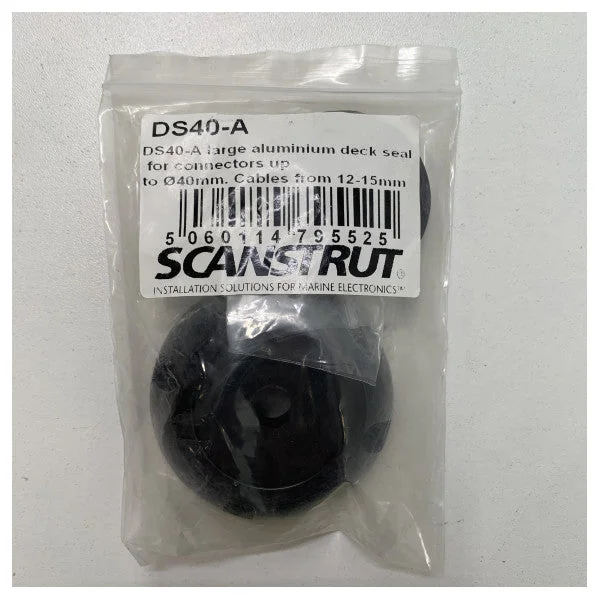 DS40-A
DS40-A large aluminium deck seal
for connectors up
to Ø40mm. Cables from 12-15mm
5 060114 795525
SCANSTRUT®
INSTALLATION SOLUTIONS FOR MARINE ELECTRONICS™